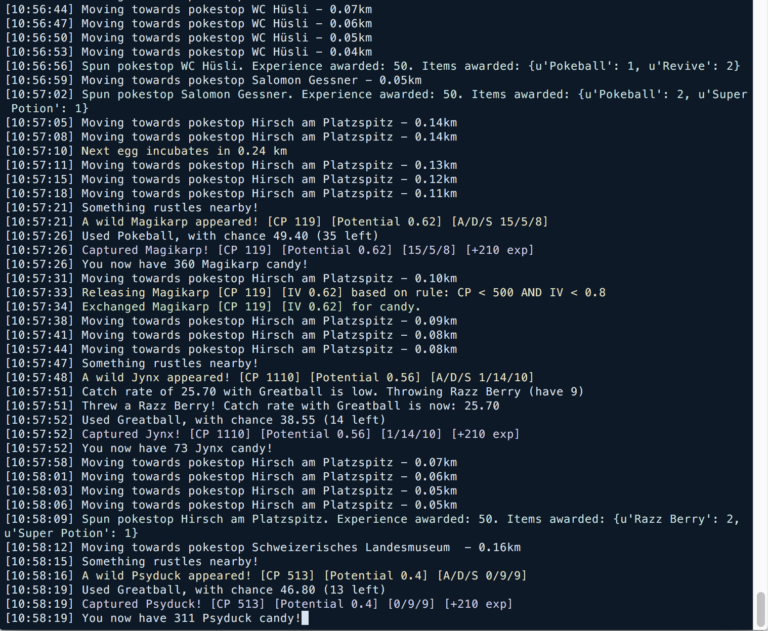 [10:56:44] Moving towards pokestop WC Hüsli - 0.07km
[10:56:47] Moving towards pokestop WC Hüsli - 0.06km
[10:56:50] Moving towards pokestop WC Hüsli - 0.05km
[10:56:53] Moving towards pokestop WC Hüsli - 0.04km
[10:56:56] Spun pokestop WC Hüsli. Experience awarded: 50. Items awarded: {u'Pokeball': 1, u'Revive': 2}
[10:56:59] Moving towards pokestop Salomon Gessner - 0.05km
[10:57:02] Spun pokestop Salomon Gessner. Experience awarded: 50. Items awarded: {u'Pokeball': 2, u'Super
Potion': 1}
[10:57:05] Moving towards pokestop Hirsch am Platzspitz - 0.14km
[10:57:08] Moving towards pokestop Hirsch am Platzspitz - 0.14km
[10:57:10] Next egg incubates in 0.24 km
[10:57:11] Moving towards pokestop Hirsch am Platzspitz - 0.13km
[10:57:15] Moving towards pokestop Hirsch am Platzspitz - 0.12km
[10:57:18] Moving towards pokestop Hirsch am Platzspitz - 0.11km
[10:57:21] Something rustles nearby!
[10:57:21] A wild Magikarp appeared! [CP 119] [Potential 0.62] [A/D/S 15/5/8]
[10:57:26] Used Pokeball, with chance 49.40 (35 left)
[10:57:26] Captured Magikarp! [CP 119] [Potential 0.62] [15/5/8] [+210 exp]
[10:57:26] You now have 360 Magikarp candy!
[10:57:31] Moving towards pokestop Hirsch am Platzspitz - 0.10km
[10:57:33] Releasing Magikarp [CP 119] [IV 0.62] based on rule: CP < 500 AND IV < 0.8
[10:57:34] Exchanged Magikarp [CP 119] [IV 0.62] for candy.
[10:57:38] Moving towards pokestop Hirsch am Platzspitz - 0.09km
[10:57:41] Moving towards pokestop Hirsch am Platzspitz - 0.08km
[10:57:44] Moving towards pokestop Hirsch am Platzspitz - 0.08km
[10:57:47] Something rustles nearby!
[10:57:48] A wild Jynx appeared! [CP 1110] [Potential 0.56] [A/D/S 1/14/10]
[10:57:51] Catch rate of 25.70 with Greatball is low. Throwing Razz Berry (have 9)
[10:57:51] Threw a Razz Berry! Catch rate with Greatball is now: 25.70
[10:57:52] Used Greatball, with chance 38.55 (14 left)
[10:57:52] Captured Jynx! [CP 1110] [Potential 0.56] [1/14/10] [+210 exp]
[10:57:52] You now have 73 Jynx candy!
[10:57:58] Moving towards pokestop Hirsch am Platzspitz - 0.07km
[10:58:01] Moving towards pokestop Hirsch am Platzspitz - 0.06km
[10:58:03] Moving towards pokestop Hirsch am Platzspitz - 0.05km
[10:58:06] Moving towards pokestop Hirsch am Platzspitz - 0.05km
[10:58:09] Spun pokestop Hirsch am Platzspitz. Experience awarded: 50. Items awarded: {u'Razz Berry': 2,
u'Super Potion': 1}
[10:58:12] Moving towards pokestop Schweizerisches Landesmuseum  - 0.16km
[10:58:15] Something rustles nearby!
[10:58:16] A wild Psyduck appeared! [CP 513] [Potential 0.4] [A/D/S 0/9/9]
[10:58:19] Used Greatball, with chance 46.80 (13 left)
[10:58:19] Captured Psyduck! [CP 513] [Potential 0.4] [0/9/9] [+210 exp]
[10:58:19] You now have 311 Psyduck candy!